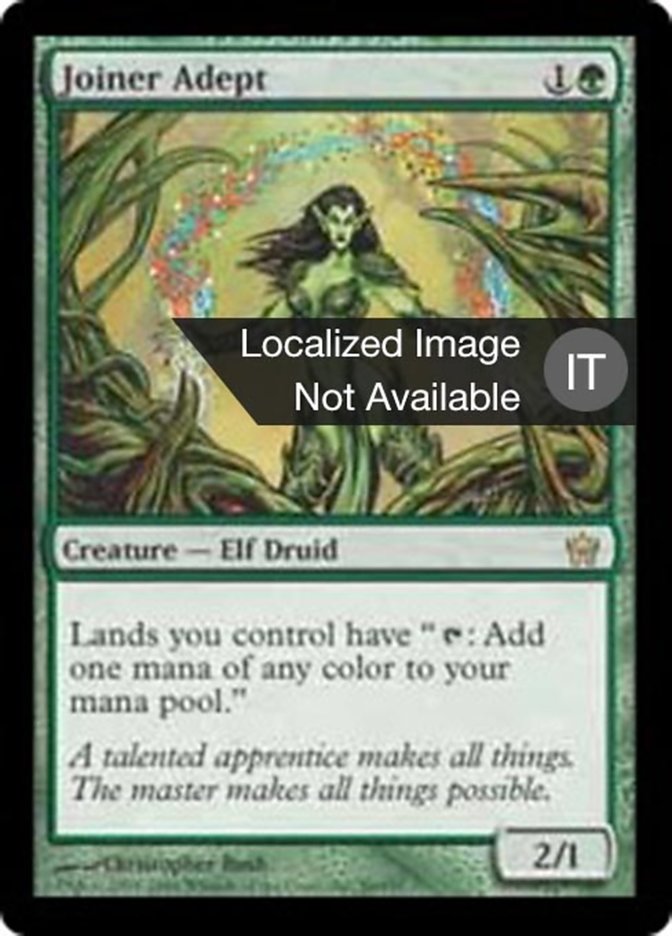 Joiner Adept 1
Localized Image
Not Available
IT
Creature — Elf Druid
Lands you control have " : Add
one mana of any color to your
mana pool."
A talented apprentice makes all things.
The master makes all things possible.
2/1
Christopher Rush